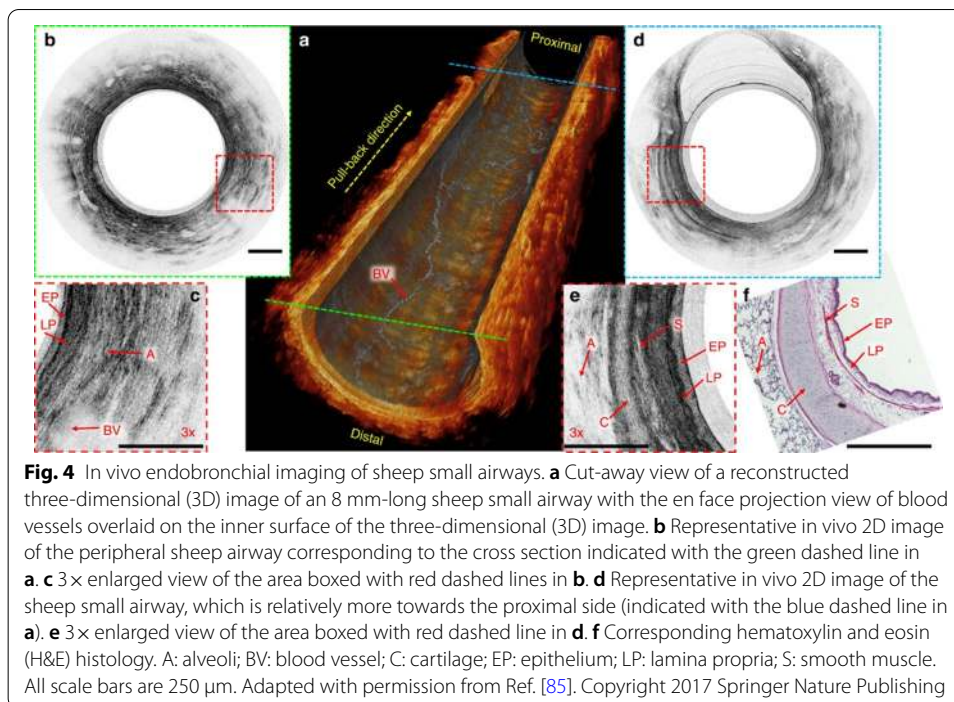 b
a
Proximal
d
Pull-back direction
BV
c
EP
LP
A
BV
3x
Distal
e
A
S
EP
LP
C
3x
f
S
EP
LP
A
C
Fig. 4 In vivo endobronchial imaging of sheep small airways. a Cut-away view of a reconstructed
three-dimensional (3D) image of an 8 mm-long sheep small airway with the en face projection view of blood
vessels overlaid on the inner surface of the three-dimensional (3D) image. b Representative in vivo 2D image
of the peripheral sheep airway corresponding to the cross section indicated with the green dashed line in
a. c 3× enlarged view of the area boxed with red dashed lines in b. d Representative in vivo 2D image of the
sheep small airway, which is relatively more towards the proximal side (indicated with the blue dashed line in
a). e 3× enlarged view of the area boxed with red dashed line in d. f Corresponding hematoxylin and eosin
(H&E) histology. A: alveoli; BV: blood vessel; C: cartilage; EP: epithelium; LP: lamina propria; S: smooth muscle.
All scale bars are 250 µm. Adapted with permission from Ref. [85]. Copyright 2017 Springer Nature Publishing